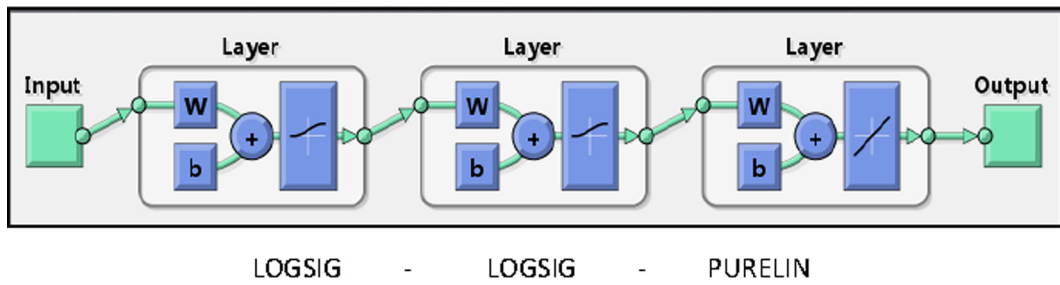 Layer Layer Layer
Input Output
W W W
+ + +
b b b
LOGSIG - LOGSIG - PURELIN